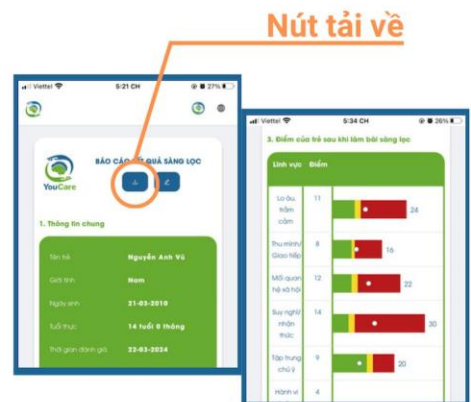 Nút tải về
Viettel
5:21 CH
27%
YouCare
BÁO CÁO KẾT QUẢ SÀNG LỌC
1. Thông tin chung
Tên trẻ
Nguyễn Anh Vũ
Giới tính
Nam
Ngày sinh
21-03-2010
Tuổi thực
14 tuổi 0 tháng
Thời gian đánh giá
22-03-2024
Viettel
5:34 CH
26%
3. Điểm của trẻ sau khi làm bài sàng lọc
Lĩnh vực Điểm
Lo âu,
trầm
cảm
11
24
Thu mình/
Giao tiếp
8
16
Mối quan
hệ xã hội
12
22
Suy nghĩ/
nhận
thức
14
30
Tập trung
chú ý
9
20
Hành vi
4